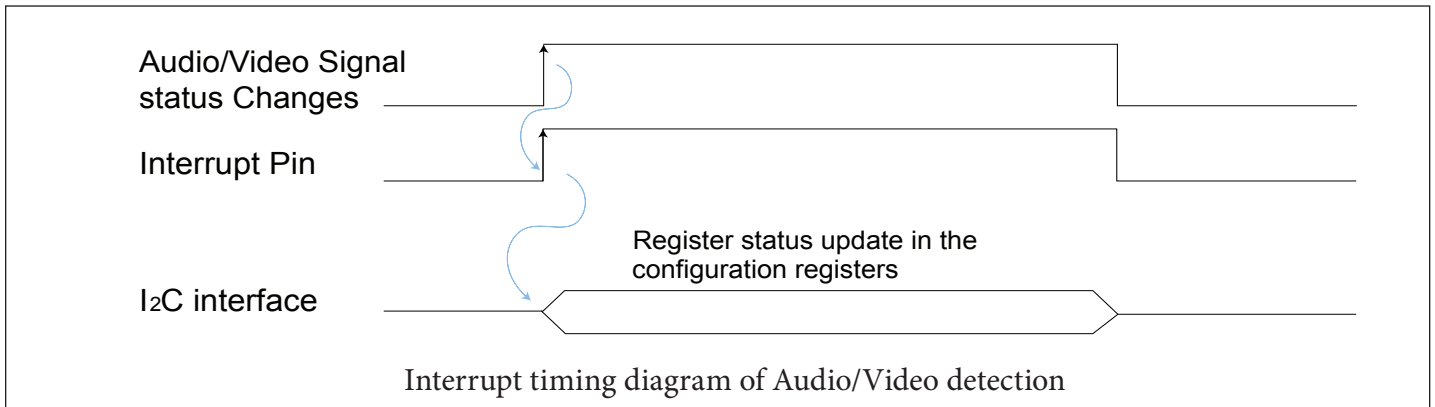 Audio/Video Signal
status Changes
Interrupt Pin
Register status update in the
configuration registers
I2C interface
Interrupt timing diagram of Audio/Video detection